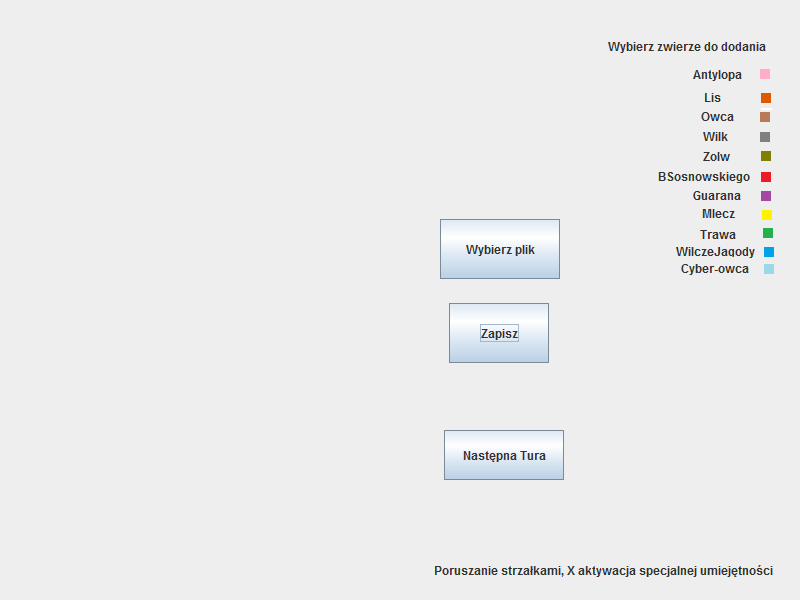 Wybierz zwierze do dodania
Antylopa
Lis
Owca
Wilk
Zolw
BSosnowskiego
Guarana
Mlecz
Trawa
WilczeJagody
Cyber-owca
Wybierz plik
Zapisz
Następna Tura
Poruszanie strzałkami, X aktywacja specjalnej umiejętności